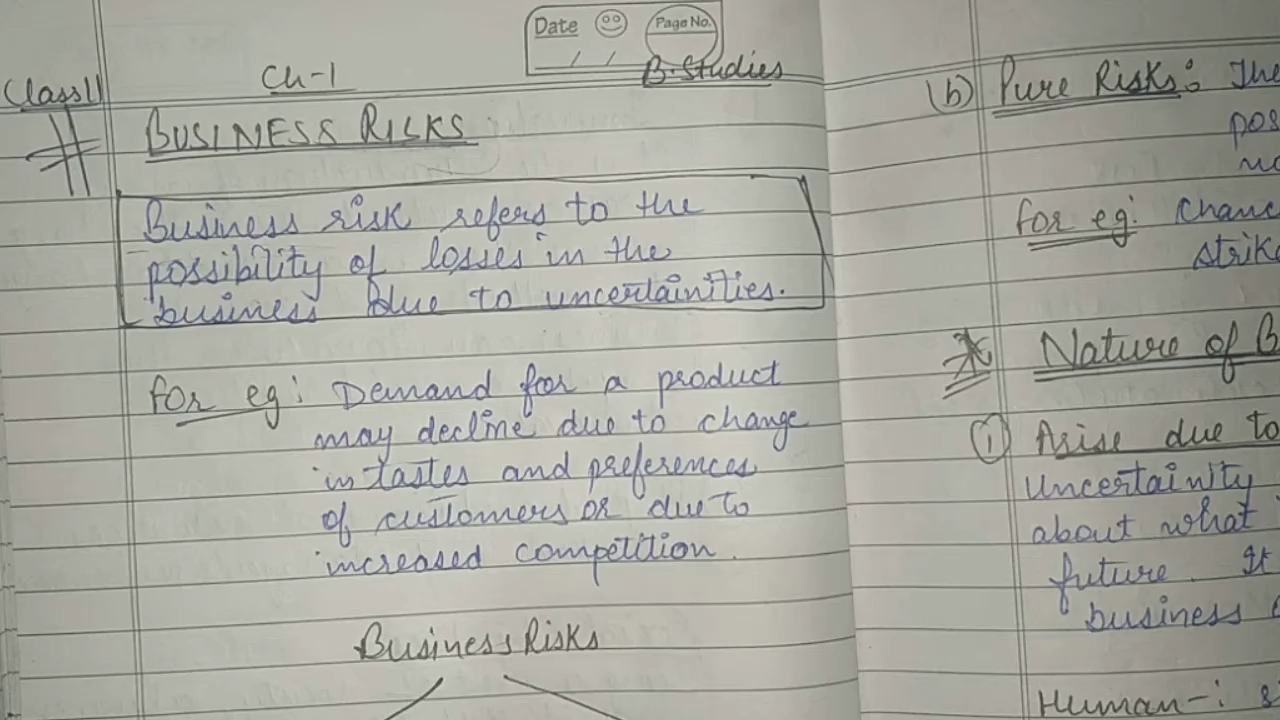 Date Page No.
Class 11 Ch-1 B. Studies
# BUSINESS RISKS
Business risk refers to the
possibility of losses in the
business due to uncertainities.
for eg: Demand for a product
may decline due to change
in tastes and preferences
of customers or due to
increased competition.
Business Risks
(b) Pure Risks: The
for eg:
Nature of
① Arise due to
Uncertainity
about what
future. It
business
Human-: